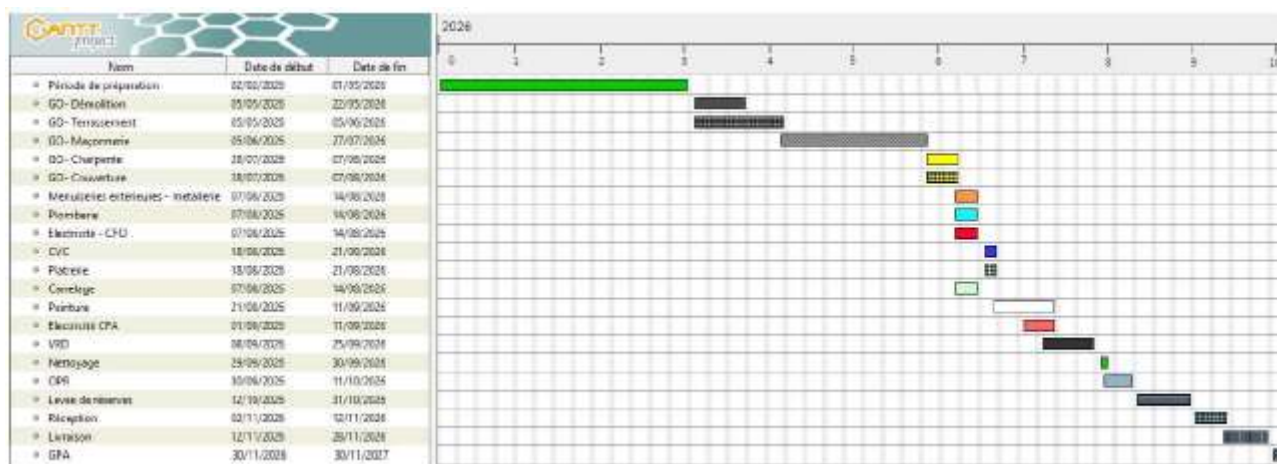 GANTT
project
2026
Nom Date de début Date de fin
0 1 2 3 4 5 6 7 8 9 10
Période de préparation 02/02/2026 01/05/2026
GO- Démolition 05/05/2026 22/05/2026
GO- Terrassement 05/05/2026 05/06/2026
GO- Maçonnerie 05/06/2026 27/07/2026
GO- Charpente 28/07/2026 07/08/2026
GO- Couverture 28/07/2026 07/08/2026
Menuiseries extérieures - métallerie 07/08/2026 14/08/2026
Plomberie 07/08/2026 14/08/2026
Electricité - CFO 07/08/2026 14/08/2026
CVC 18/08/2026 21/08/2026
Platrerie 18/08/2026 21/08/2026
Carrelage 07/08/2026 14/08/2026
Peinture 21/08/2026 11/09/2026
Electricité CFA 01/09/2026 11/09/2026
VRD 08/09/2026 25/09/2026
Nettoyage 29/09/2026 30/09/2026
OPR 30/09/2026 11/10/2026
Levée de réserves 12/10/2026 31/10/2026
Réception 02/11/2026 12/11/2026
Livraison 12/11/2026 28/11/2026
GPA 30/11/2026 30/11/2027